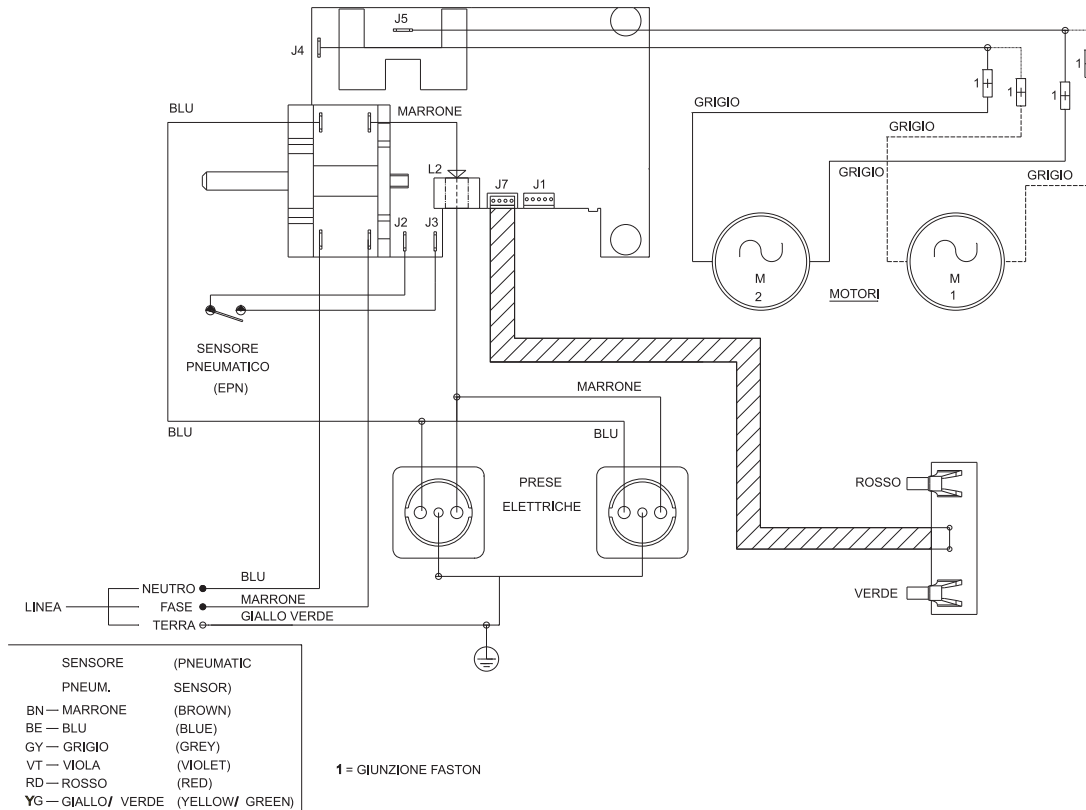 J5
J4
1
1
1
1
BLU
MARRONE
GRIGIO
GRIGIO
GRIGIO
GRIGIO
L2
J7
J1
J2
J3
M
2
MOTORI
M
1
SENSORE
PNEUMATICO
(EPN)
MARRONE
BLU
BLU
PRESE
ELETTRICHE
ROSSO
VERDE
LINEA
NEUTRO
BLU
FASE
MARRONE
TERRA
GIALLO VERDE
SENSORE (PNEUMATIC
PNEUM. SENSOR)
BN — MARRONE (BROWN)
BE — BLU (BLUE)
GY — GRIGIO (GREY)
VT — VIOLA (VIOLET)
RD — ROSSO (RED)
YG — GIALLO/ VERDE (YELLOW/ GREEN)
1 = GIUNZIONE FASTON